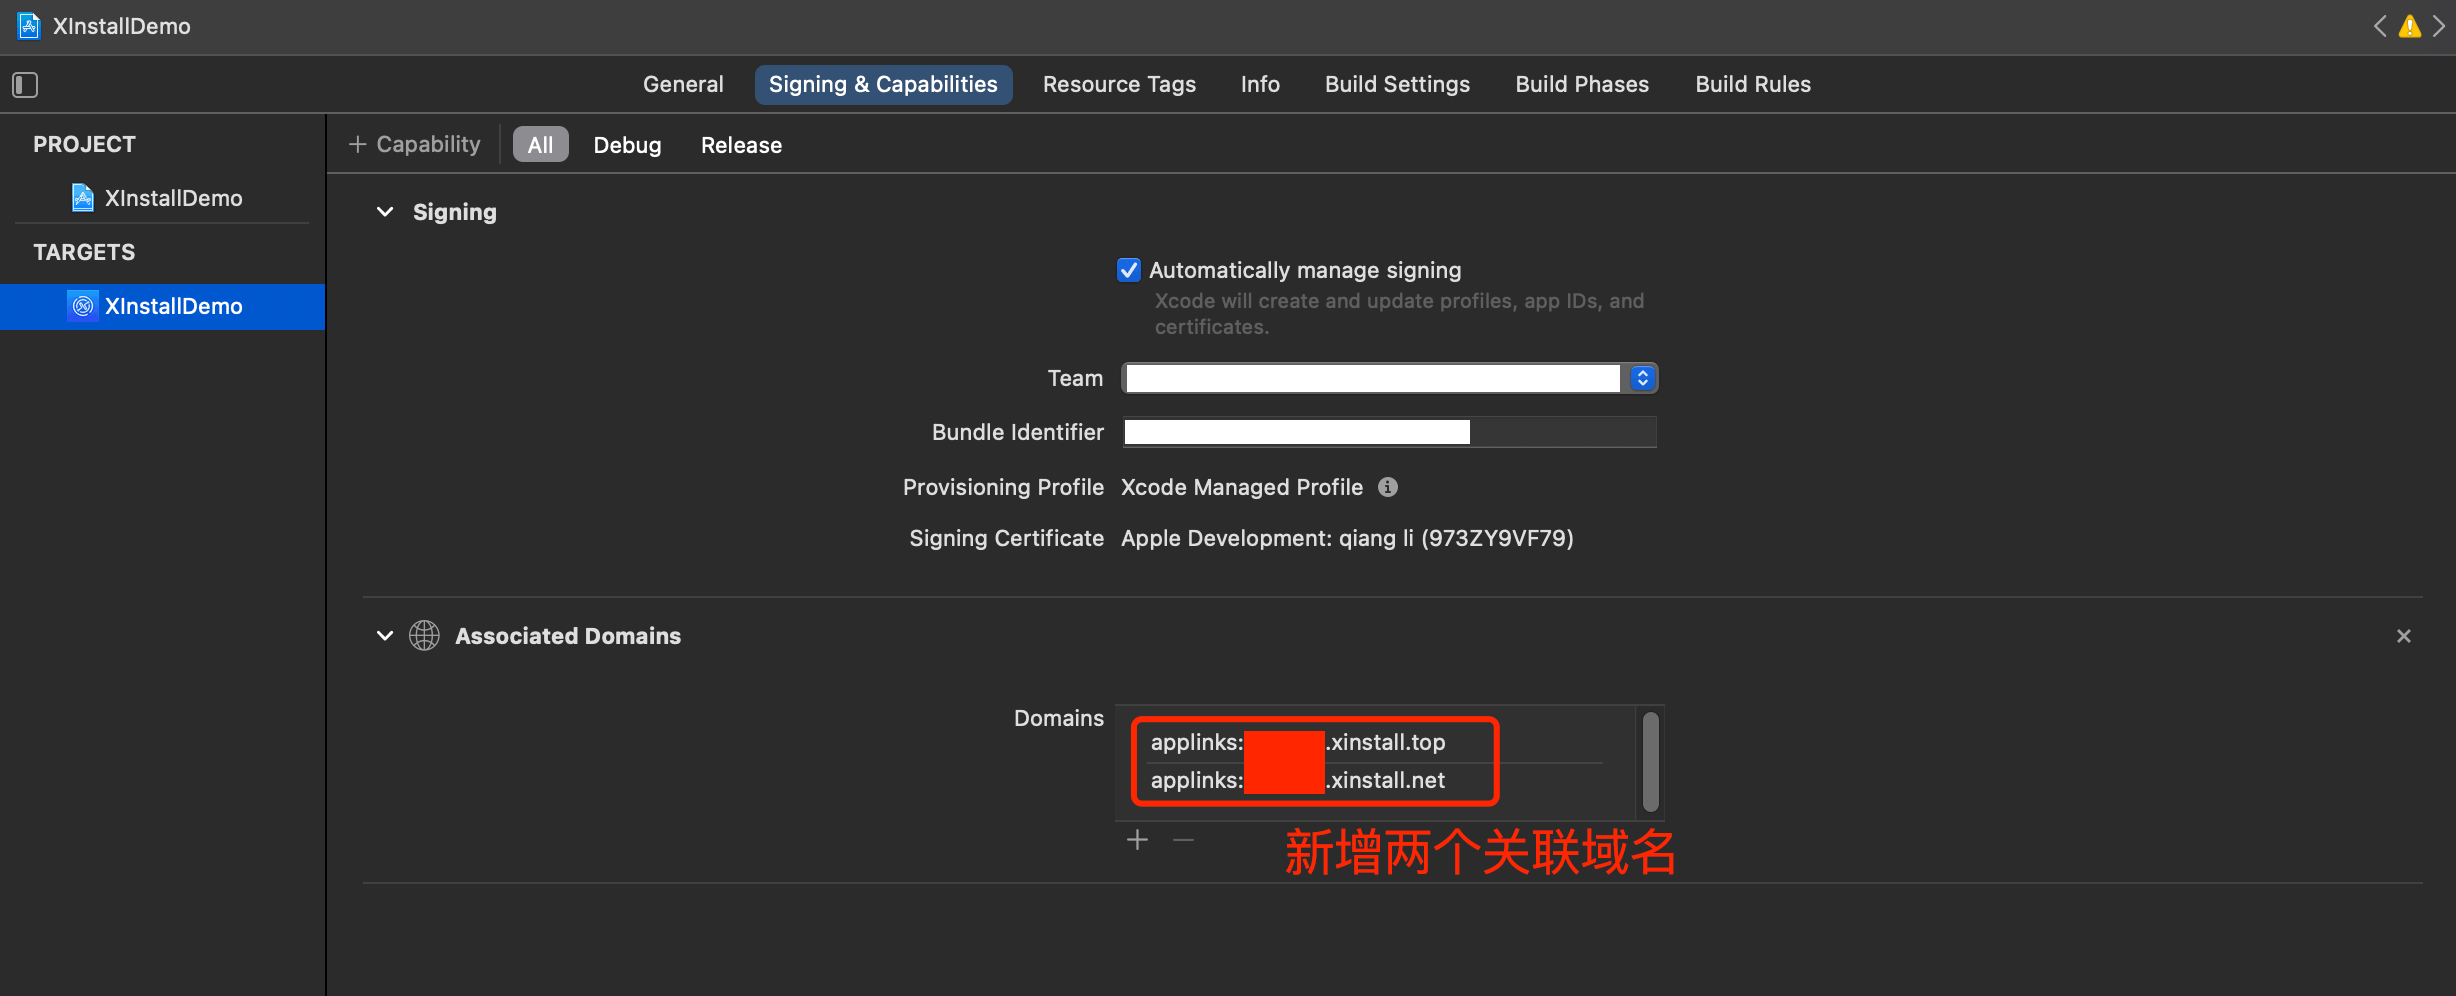 XInstallDemo
General Signing & Capabilities Resource Tags Info Build Settings Build Phases Build Rules
PROJECT
XInstallDemo
TARGETS
XInstallDemo
+ Capability All Debug Release
Signing
Automatically manage signing
Xcode will create and update profiles, app IDs, and
certificates.
Team
Bundle Identifier
Provisioning Profile Xcode Managed Profile
Signing Certificate Apple Development: qiang li (973ZY9VF79)
Associated Domains
Domains
applinks: .xinstall.top
applinks: .xinstall.net
新增两个关联域名